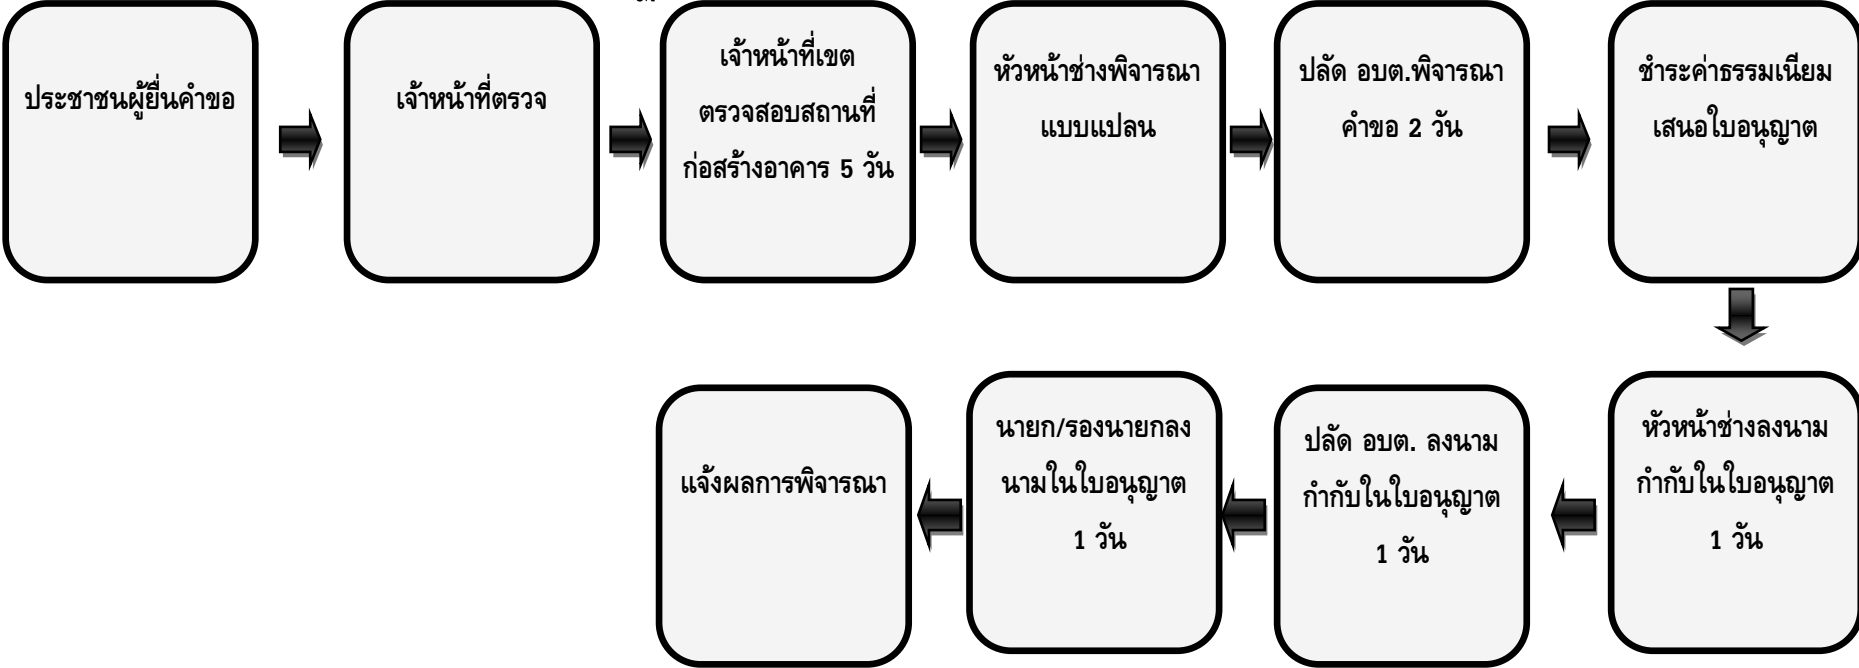 ประชาชนผู้ยื่นคำขอ
เจ้าหน้าที่ตรวจ
เจ้าหน้าที่เขต
ตรวจสอบสถานที่
ก่อสร้างอาคาร 5 วัน
หัวหน้าช่างพิจารณา
แบบแปลน
ปลัด อบต.พิจารณา
คำขอ 2 วัน
ชำระค่าธรรมเนียม
เสนอใบอนุญาต
หัวหน้าช่างลงนาม
กำกับในใบอนุญาต
1 วัน
ปลัด อบต. ลงนาม
กำกับในใบอนุญาต
1 วัน
นายก/รองนายกลง
นามในใบอนุญาต
1 วัน
แจ้งผลการพิจารณา